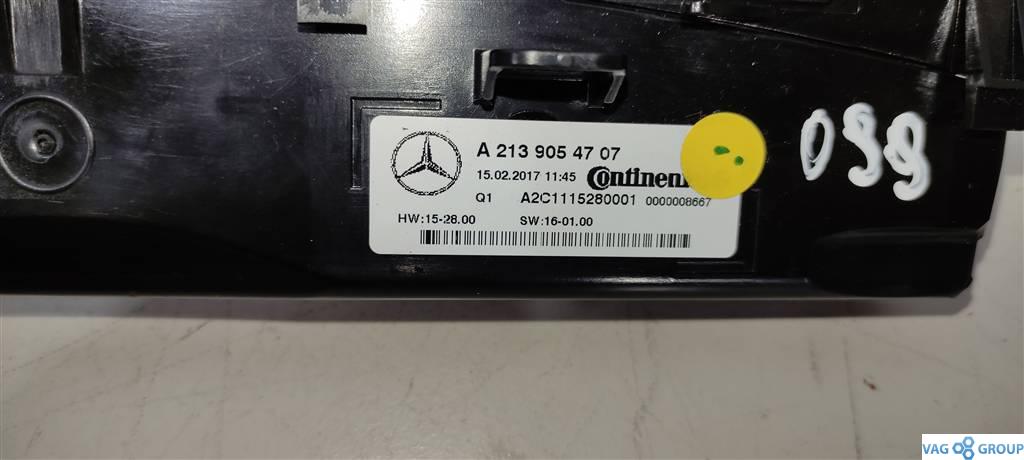 A 213 905 47 07
15.02.2017 11:45
Q1 A2C1115280001 0000008667
HW:15-28.00 SW:16-01.00
VAG GROUP